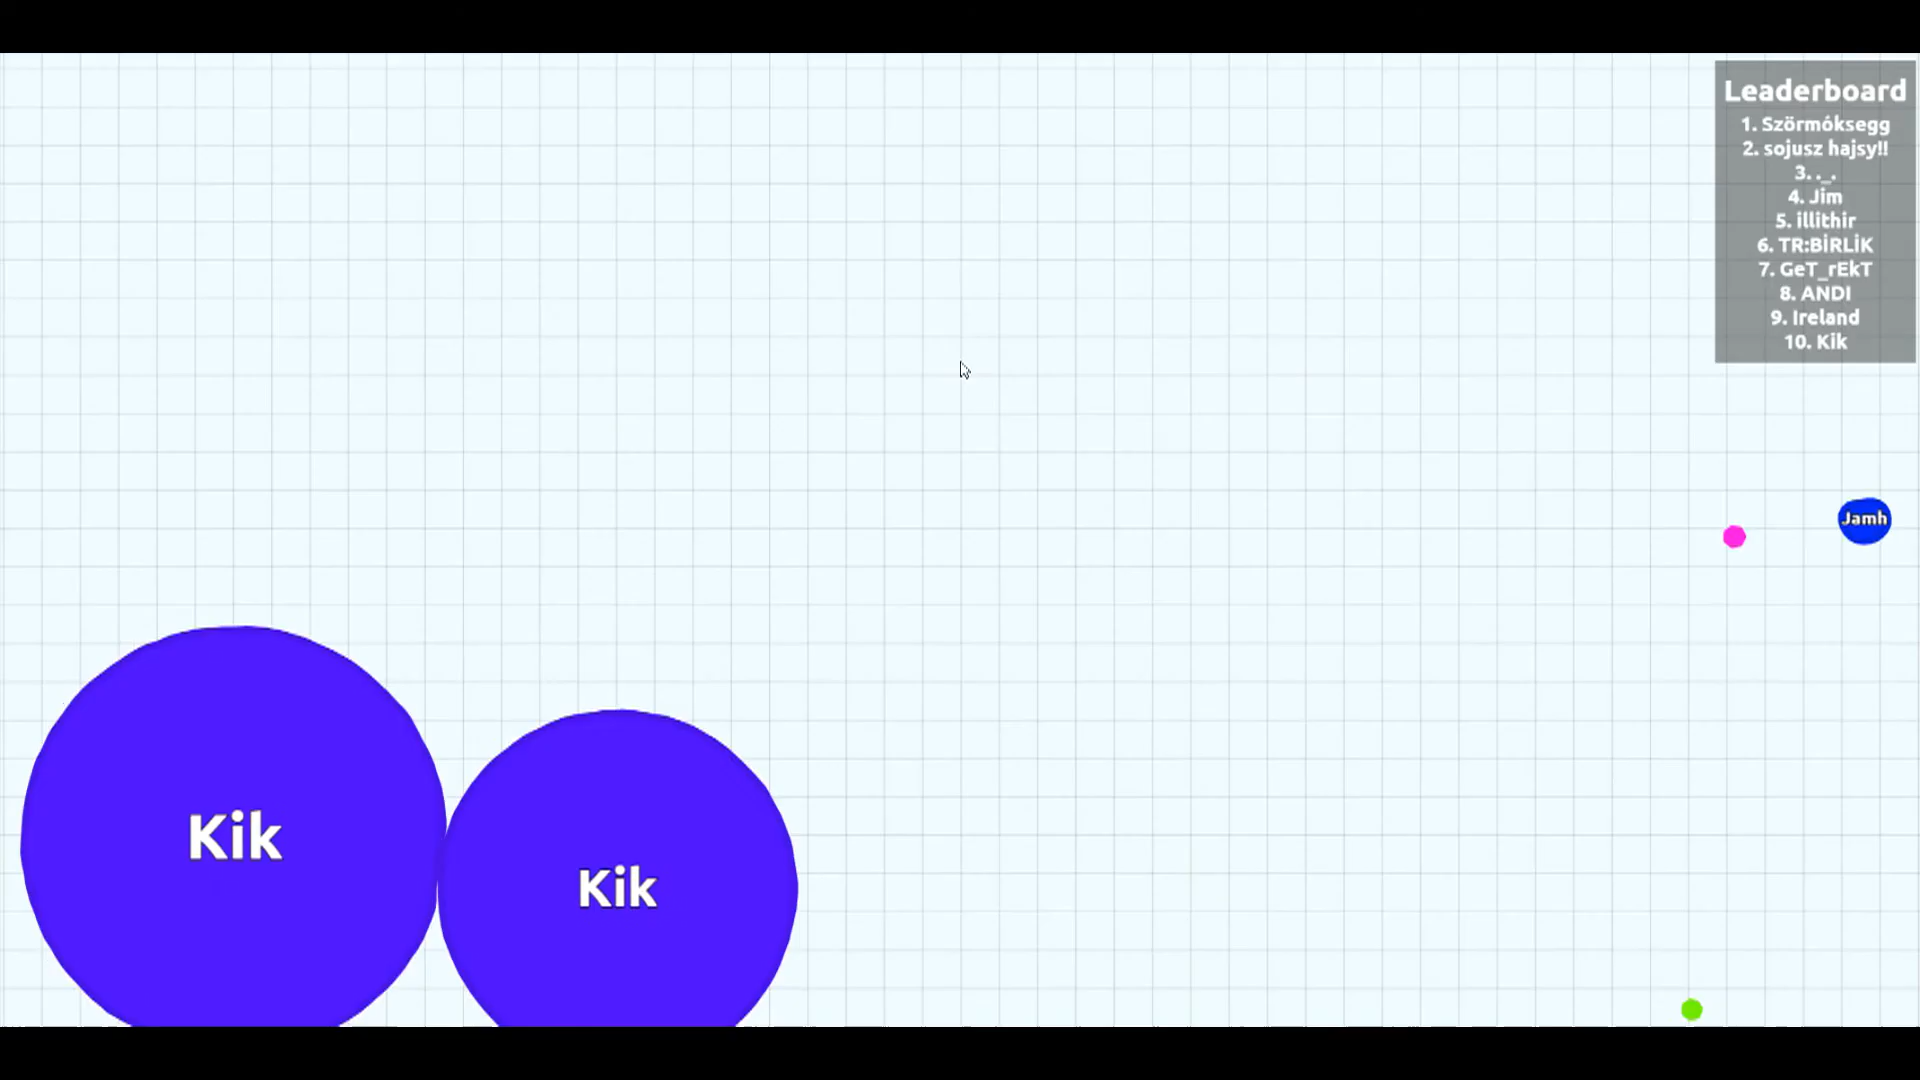 Leaderboard
1. Szörmóksegg
2. sojusz hajsy!!
3. ._.
4. Jim
5. illithir
6. TR:BİRLİK
7. GeT_rEkT
8. ANDI
9. Ireland
10. Kik
Jamh
Kik
Kik